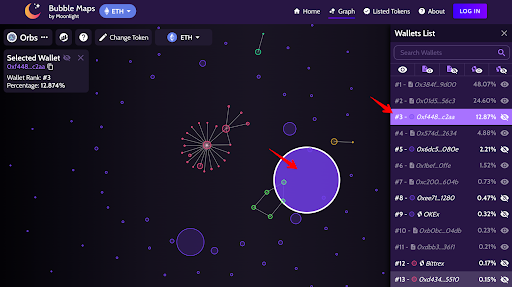 Bubble Maps
by Moonlight
ETH
Home
Graph
Listed Tokens
About
LOG IN
Orbs
Change Token
ETH
Selected Wallet
0xf448...c2aa
Wallet Rank: #3
Percentage: 12.874%
Wallets List
Search Wallets
#1 - 0x384f...9d00 48.07%
#2 - 0x01d5...56c3 24.60%
#3 - 0xf448...c2aa 12.87%
#4 - 0x574d...2634 4.88%
#5 - 0x6dc5...080e 2.21%
#6 - 0x1bef...0ffe 1.52%
#7 - 0xc200...604b 0.73%
#8 - 0xee71...1280 0.47%
#9 - OKEx 0.32%
#10 - 0xb0bc...04db 0.23%
#11 - 0xdbb3...36f1 0.21%
#12 - Bittrex 0.17%
#13 - 0xd434...5510 0.15%